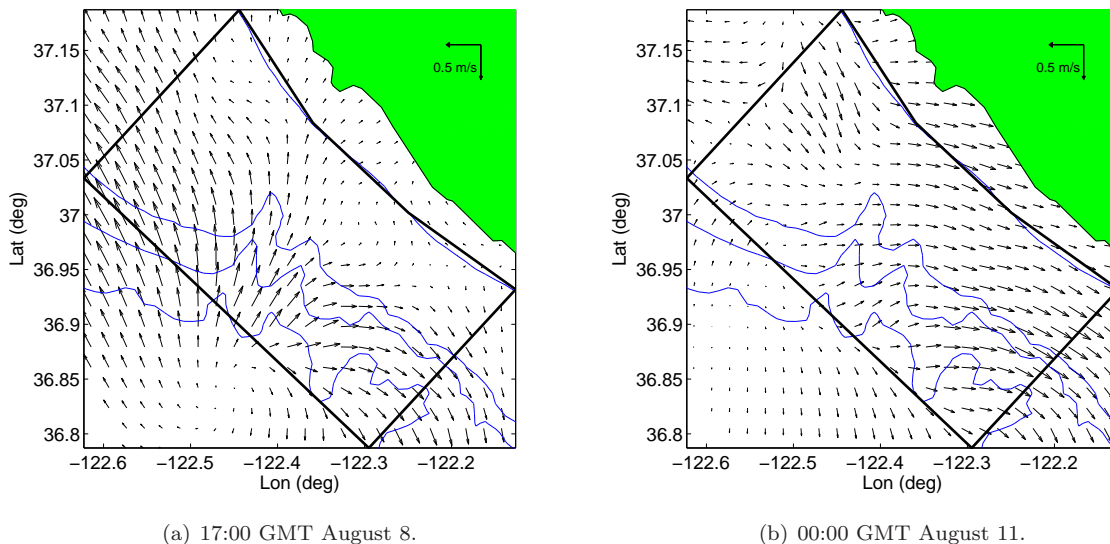 37.15
37.1
37.05
37
36.95
36.9
36.85
36.8
Lat (deg)
−122.6 −122.5 −122.4 −122.3 −122.2
Lon (deg)
0.5 m/s
(a) 17:00 GMT August 8.
37.15
37.1
37.05
37
36.95
36.9
36.85
36.8
Lat (deg)
−122.6 −122.5 −122.4 −122.3 −122.2
Lon (deg)
0.5 m/s
(b) 00:00 GMT August 11.